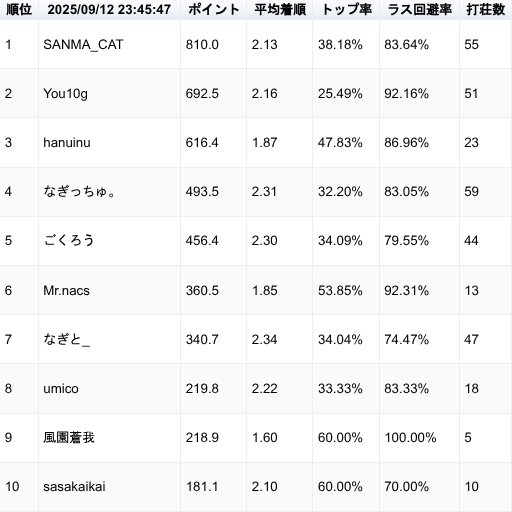 順位 2025/09/12 23:45:47 ポイント 平均着順 トップ率 ラス回避率 打荘数
1 SANMA_CAT 810.0 2.13 38.18% 83.64% 55
2 You10g 692.5 2.16 25.49% 92.16% 51
3 hanuinu 616.4 1.87 47.83% 86.96% 23
4 なぎっちゅ。 493.5 2.31 32.20% 83.05% 59
5 ごくろう 456.4 2.30 34.09% 79.55% 44
6 Mr.nacs 360.5 1.85 53.85% 92.31% 13
7 なぎと_ 340.7 2.34 34.04% 74.47% 47
8 umico 219.8 2.22 33.33% 83.33% 18
9 風園蒼我 218.9 1.60 60.00% 100.00% 5
10 sasakaikai 181.1 2.10 60.00% 70.00% 10